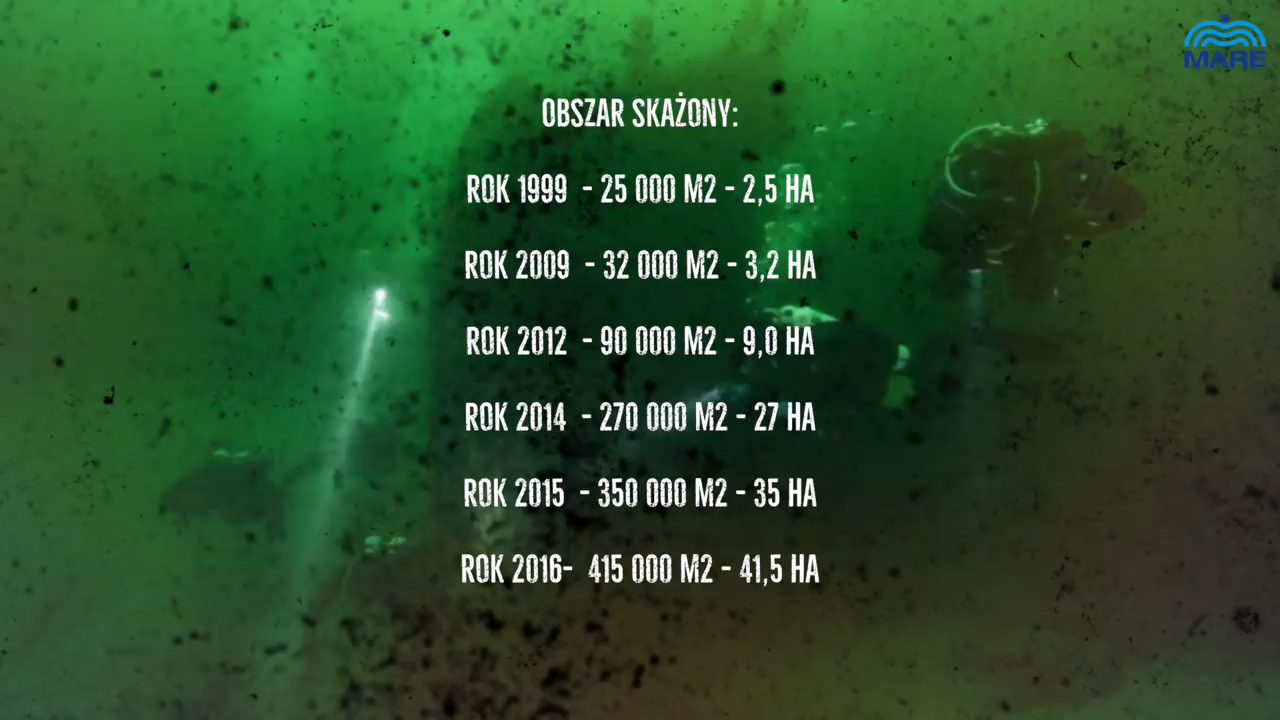 MARE
OBSZAR SKAŻONY:
ROK 1999 - 25 000 M2 - 2,5 HA
ROK 2009 - 32 000 M2 - 3,2 HA
ROK 2012 - 90 000 M2 - 9,0 HA
ROK 2014 - 270 000 M2 - 27 HA
ROK 2015 - 350 000 M2 - 35 HA
ROK 2016- 415 000 M2 - 41,5 HA